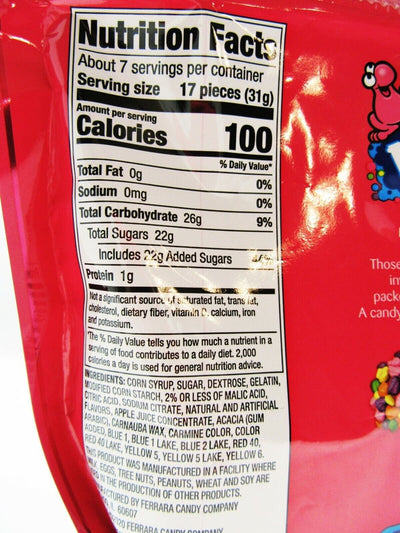 Nutrition Facts
About 7 servings per container
Serving size 17 pieces (31g)
Amount per serving
Calories 100
% Daily Value*
Total Fat 0g 0%
Sodium 0mg 0%
Total Carbohydrate 26g 9%
Total Sugars 22g
Includes 22g Added Sugars
Protein 1g
Not a significant source of saturated fat, trans fat,
cholesterol, dietary fiber, vitamin D, calcium, iron
and potassium.
*The % Daily Value tells you how much a nutrient in a
serving of food contributes to a daily diet. 2,000
calories a day is used for general nutrition advice.
INGREDIENTS: CORN SYRUP, SUGAR, DEXTROSE, GELATIN,
MODIFIED CORN STARCH, 2% OR LESS OF MALIC ACID,
CITRIC ACID, SODIUM CITRATE, NATURAL AND ARTIFICIAL
FLAVORS, APPLE JUICE CONCENTRATE, ACACIA (GUM
ARABIC), CARNAUBA WAX, CARMINE COLOR, COLOR
ADDED, BLUE 1, BLUE 1 LAKE, BLUE 2 LAKE, RED 40,
RED 40 LAKE, YELLOW 5, YELLOW 5 LAKE, YELLOW 6.
THIS PRODUCT WAS MANUFACTURED IN A FACILITY WHERE
EGGS, TREE NUTS, PEANUTS, WHEAT AND SOY ARE
IN THE PRODUCTION OF OTHER PRODUCTS.
BY FERRARA CANDY COMPANY
60607
FERRARA CANDY COMPANY
Those
in
pack
A candy